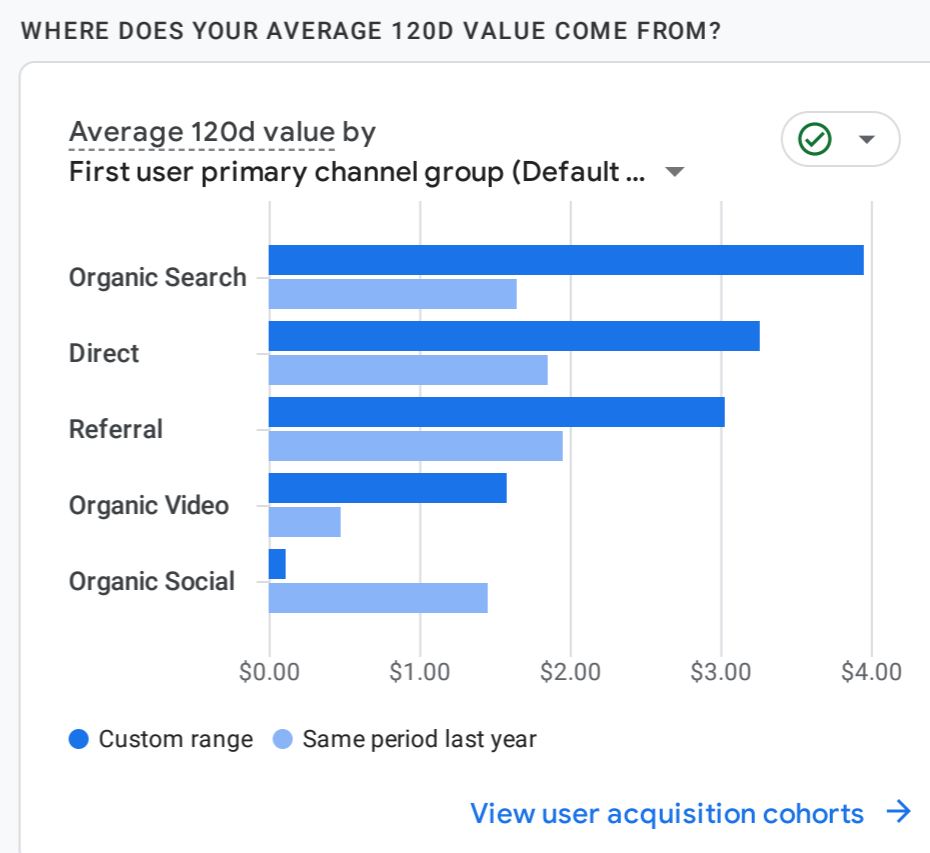 WHERE DOES YOUR AVERAGE 120D VALUE COME FROM?
Average 120d value by
First user primary channel group (Default ...
Organic Search
Direct
Referral
Organic Video
Organic Social
$0.00 $1.00 $2.00 $3.00 $4.00
Custom range Same period last year
View user acquisition cohorts →